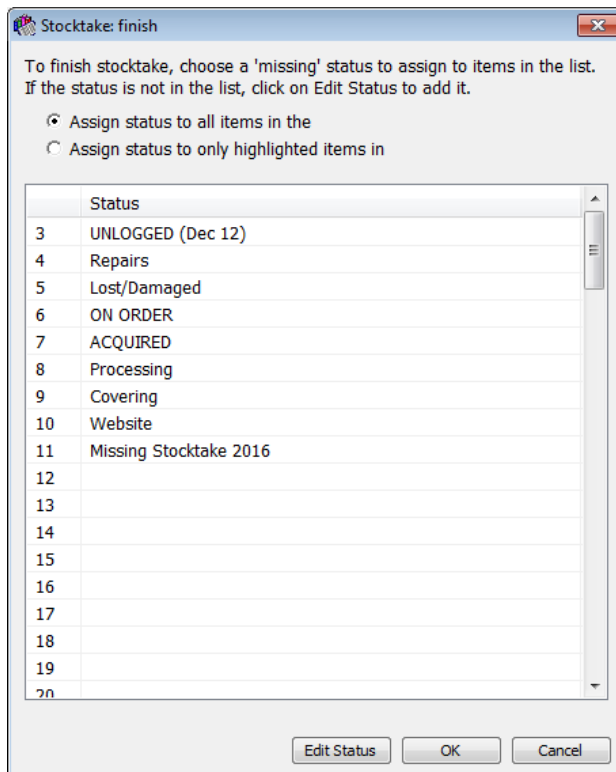 Stocktake: finish
To finish stocktake, choose a 'missing' status to assign to items in the list.
If the status is not in the list, click on Edit Status to add it.
Assign status to all items in the
Assign status to only highlighted items in
Status
3 UNLOGGED (Dec 12)
4 Repairs
5 Lost/Damaged
6 ON ORDER
7 ACQUIRED
8 Processing
9 Covering
10 Website
11 Missing Stocktake 2016
12
13
14
15
16
17
18
19
20
Edit Status OK Cancel